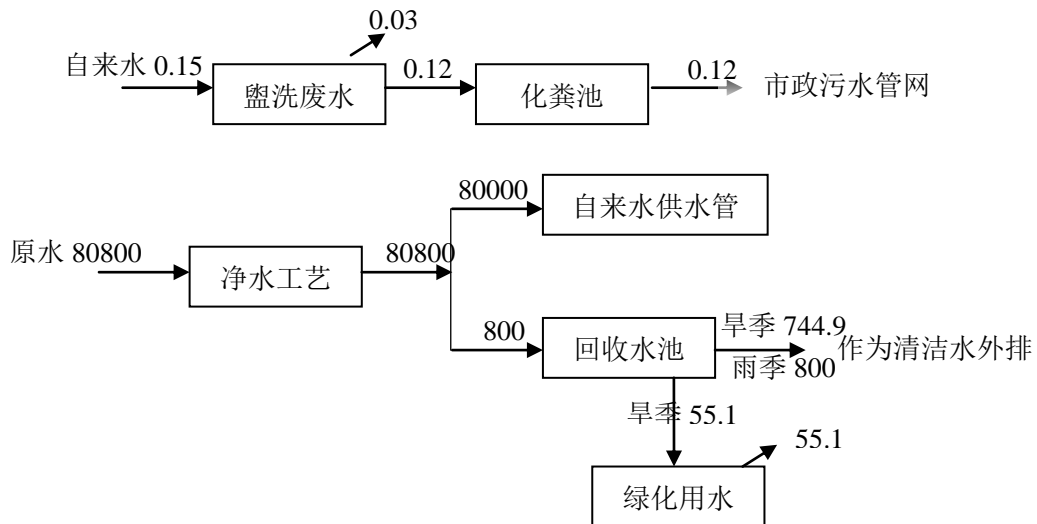 0.03
自来水 0.15
盥洗废水
0.12
化粪池
0.12
市政污水管网
80000
自来水供水管
原水 80800
净水工艺
80800
800
回收水池
旱季 744.9
雨季 800
作为清洁水外排
旱季 55.1
55.1
绿化用水